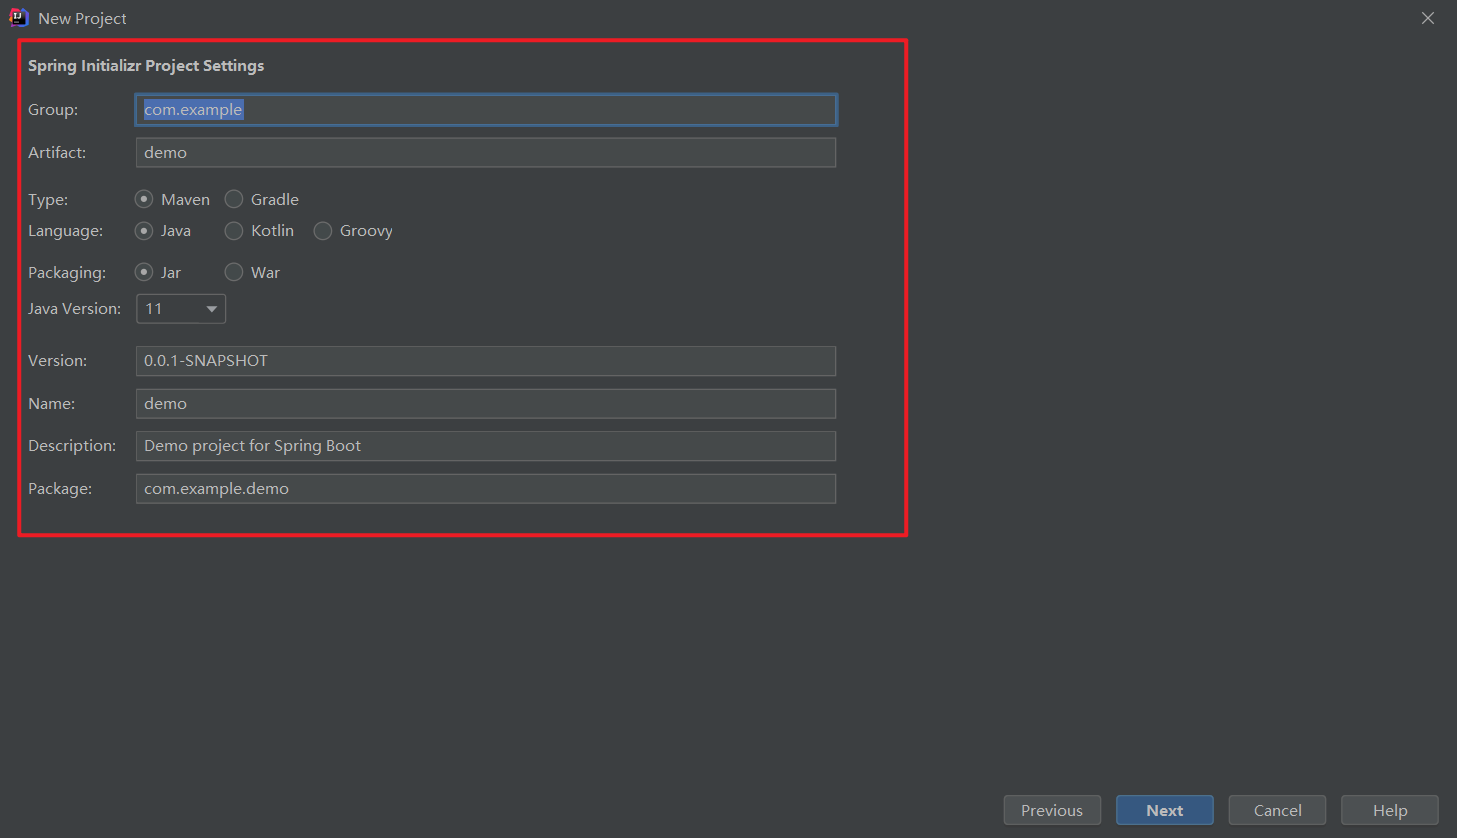 New Project
Spring Initializr Project Settings
Group: com.example
Artifact: demo
Type: Maven Gradle
Language: Java Kotlin Groovy
Packaging: Jar War
Java Version: 11
Version: 0.0.1-SNAPSHOT
Name: demo
Description: Demo project for Spring Boot
Package: com.example.demo
Previous Next Cancel Help